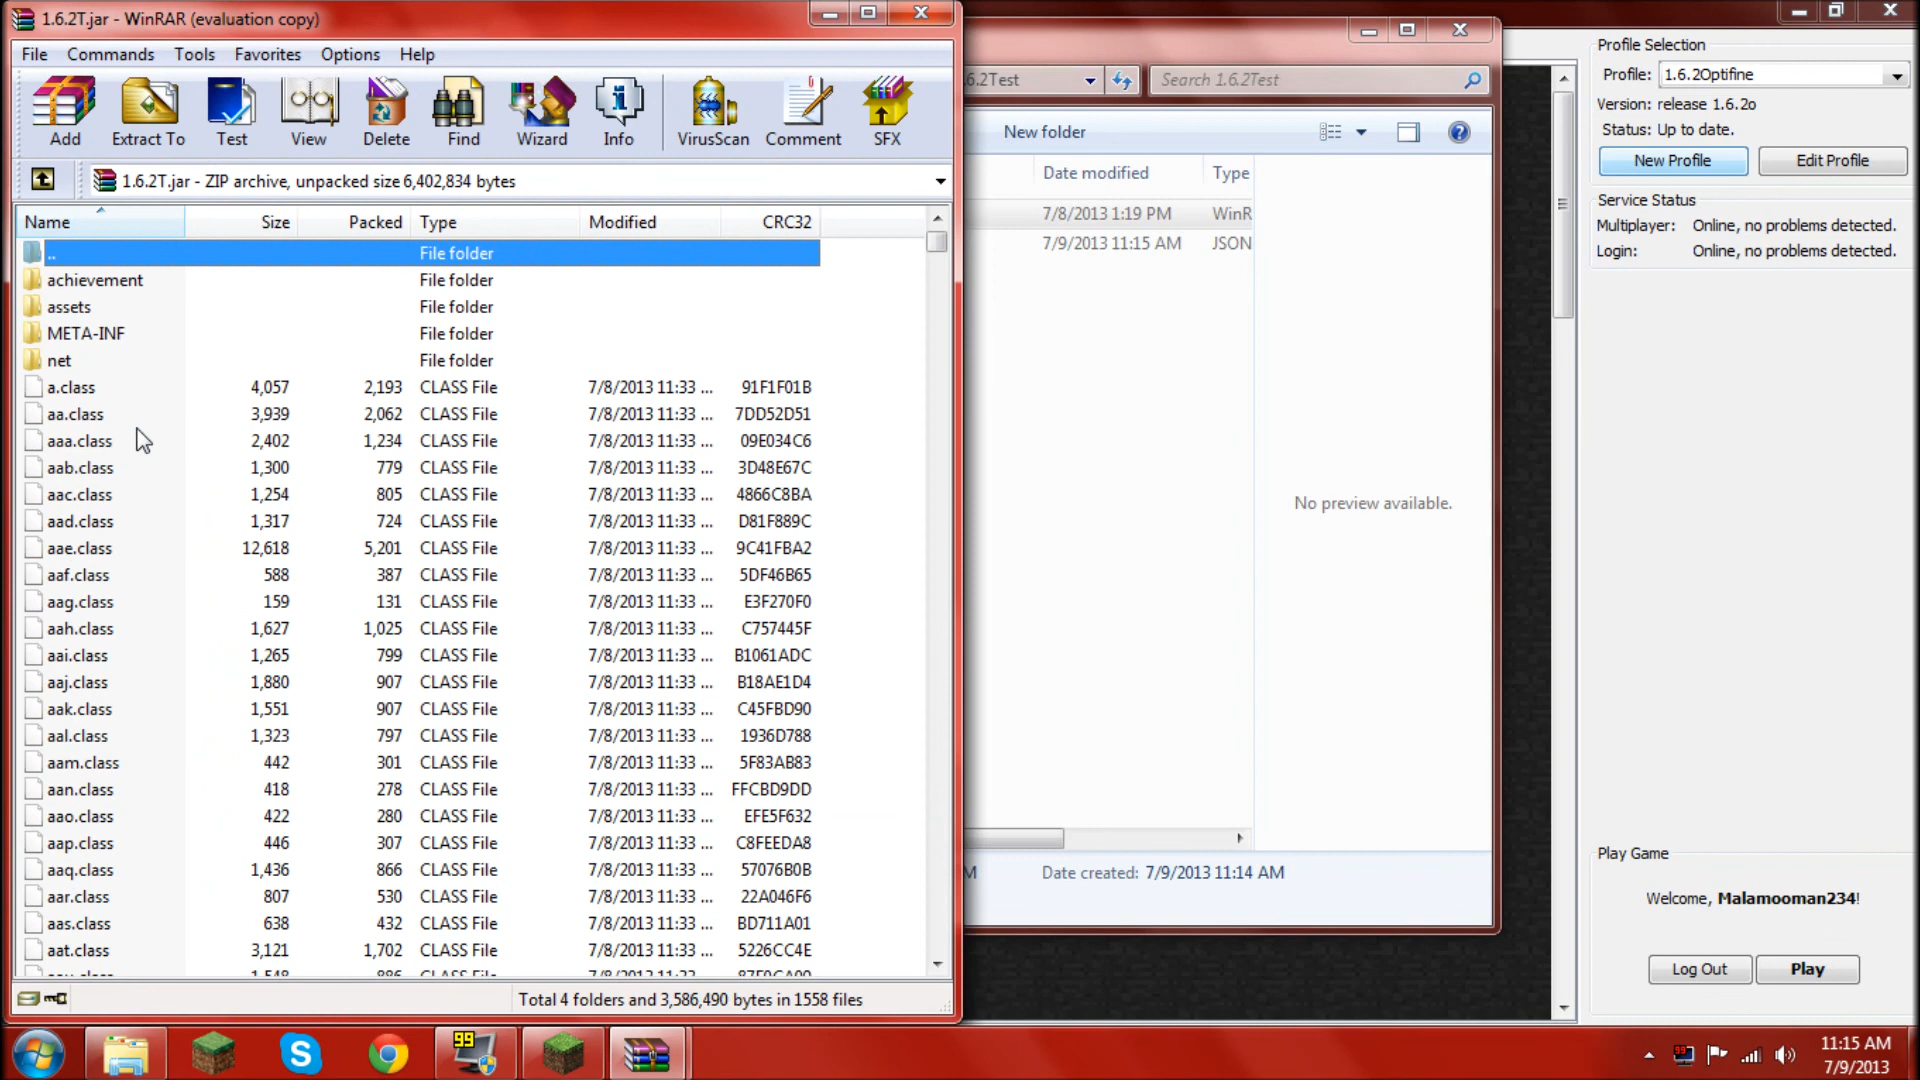 1.6.2T.jar - WinRAR (evaluation copy)
File Commands Tools Favorites Options Help
Add Extract To Test View Delete Find Wizard Info VirusScan Comment SFX
1.6.2T.jar - ZIP archive, unpacked size 6,402,834 bytes
Name Size Packed Type Modified CRC32
.. File folder
achievement File folder
assets File folder
META-INF File folder
net File folder
a.class 4,057 2,193 CLASS File 7/8/2013 11:33 ... 91F1F01B
aa.class 3,939 2,062 CLASS File 7/8/2013 11:33 ... 7DD52D51
aaa.class 2,402 1,234 CLASS File 7/8/2013 11:33 ... 09E034C6
aab.class 1,300 779 CLASS File 7/8/2013 11:33 ... 3D48E67C
aac.class 1,254 805 CLASS File 7/8/2013 11:33 ... 4866C8BA
aad.class 1,317 724 CLASS File 7/8/2013 11:33 ... D81F889C
aae.class 12,618 5,201 CLASS File 7/8/2013 11:33 ... 9C41FBA2
aaf.class 588 387 CLASS File 7/8/2013 11:33 ... 5DF46B65
aag.class 159 131 CLASS File 7/8/2013 11:33 ... E3F270F0
aah.class 1,627 1,025 CLASS File 7/8/2013 11:33 ... C757445F
aai.class 1,265 799 CLASS File 7/8/2013 11:33 ... B1061ADC
aaj.class 1,880 907 CLASS File 7/8/2013 11:33 ... B18AE1D4
aak.class 1,551 907 CLASS File 7/8/2013 11:33 ... C45FBD90
aal.class 1,323 797 CLASS File 7/8/2013 11:33 ... 1936D788
aam.class 442 301 CLASS File 7/8/2013 11:33 ... 5F83AB83
aan.class 418 278 CLASS File 7/8/2013 11:33 ... FFCBD9DD
aao.class 422 280 CLASS File 7/8/2013 11:33 ... EFE5F632
aap.class 446 307 CLASS File 7/8/2013 11:33 ... C8FEEDA8
aaq.class 1,436 866 CLASS File 7/8/2013 11:33 ... 57076B0B
aar.class 807 530 CLASS File 7/8/2013 11:33 ... 22A046F6
aas.class 638 432 CLASS File 7/8/2013 11:33 ... BD711A01
aat.class 3,121 1,702 CLASS File 7/8/2013 11:33 ... 5226CC4E
Total 4 folders and 3,586,490 bytes in 1558 files
.6.2Test Search 1.6.2Test
New folder
Date modified Type
7/8/2013 1:19 PM WinR
7/9/2013 11:15 AM JSON
No preview available.
M Date created: 7/9/2013 11:14 AM
Profile Selection
Profile: 1.6.2Optifine
Version: release 1.6.2o
Status: Up to date.
New Profile Edit Profile
Service Status
Multiplayer: Online, no problems detected.
Login: Online, no problems detected.
Play Game
Welcome, Malamooman234!
Log Out Play
99
11:15 AM
7/9/2013